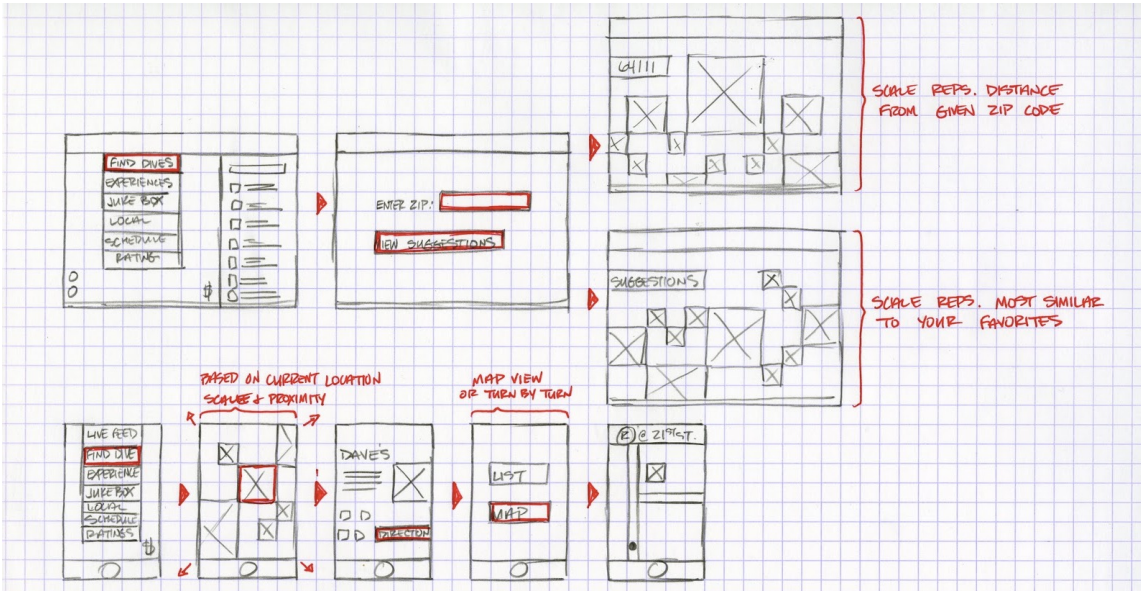 64111
SCALE REPS. DISTANCE
FROM GIVEN ZIP CODE
FIND DIVES
EXPERIENCES
JUKE BOX
LOCAL
SCHEDULE
RATING
$
ENTER ZIP:
VIEW SUGGESTIONS
SUGGESTIONS
SCALE REPS. MOST SIMILAR
TO YOUR FAVORITES
BASED ON CURRENT LOCATION
SCALE + PROXIMITY
MAP VIEW
OR TURN BY TURN
LIVE FEED
FIND DIVE
EXPERIENCE
JUKE BOX
LOCAL
SCHEDULE
RATINGS
$
DAVE'S
DIRECTION
LIST
MAP
R @ 21ST ST.